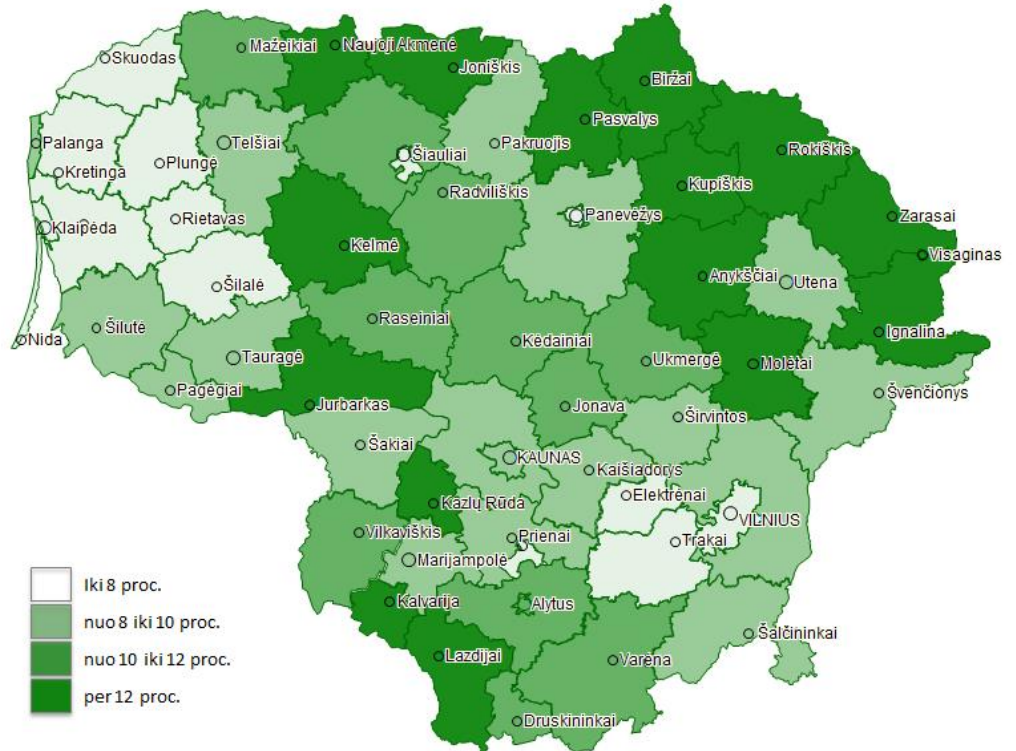 Skuodas
Mažeikiai
Naujoji Akmenė
Joniškis
Biržai
Pasvalys
Palanga
Kretinga
Plungė
Telšiai
Šiauliai
Pakruojis
Rokiškis
Radviliškis
Kupiškis
Panevėžys
Zarasai
Klaipėda
Rietavas
Kelmė
Visaginas
Šilalė
Anykščiai
Utena
Nida
Šilutė
Raseiniai
Kėdainiai
Ukmergė
Ignalina
Tauragė
Molėtai
Pagėgiai
Jurbarkas
Jonava
Širvintos
Švenčionys
Šakiai
KAUNAS
Kaišiadorys
Elektrėnai
Kazlų Rūda
VILNIUS
Vilkaviškis
Prienai
Trakai
Marijampolė
Kalvarija
Alytus
Šalčininkai
Lazdijai
Varėna
Druskininkai
Iki 8 proc.
nuo 8 iki 10 proc.
nuo 10 iki 12 proc.
per 12 proc.